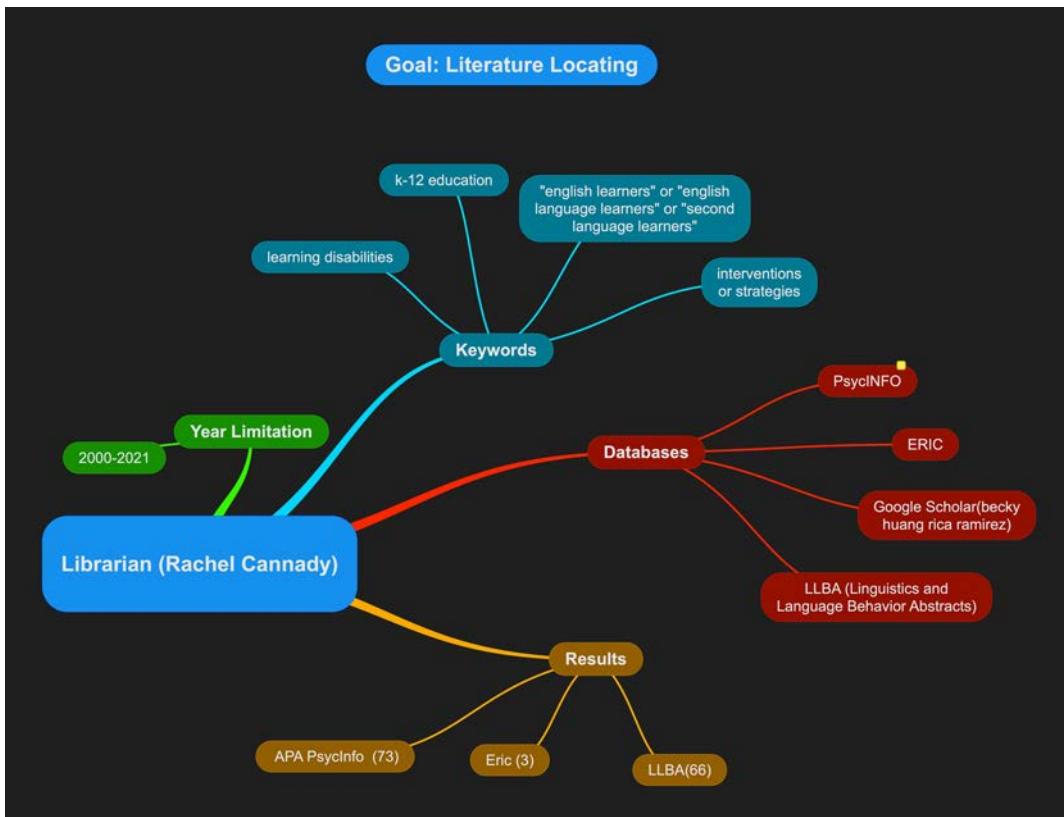 Goal: Literature Locating
k-12 education
"english learners" or "english
language learners" or "second
language learners"
learning disabilities
interventions
or strategies
Keywords
PsycINFO
Year Limitation
2000-2021
Databases
ERIC
Google Scholar(becky
huang rica ramirez)
Librarian (Rachel Cannady)
LLBA (Linguistics and
Language Behavior Abstracts)
Results
APA PsycInfo (73)
Eric (3)
LLBA(66)